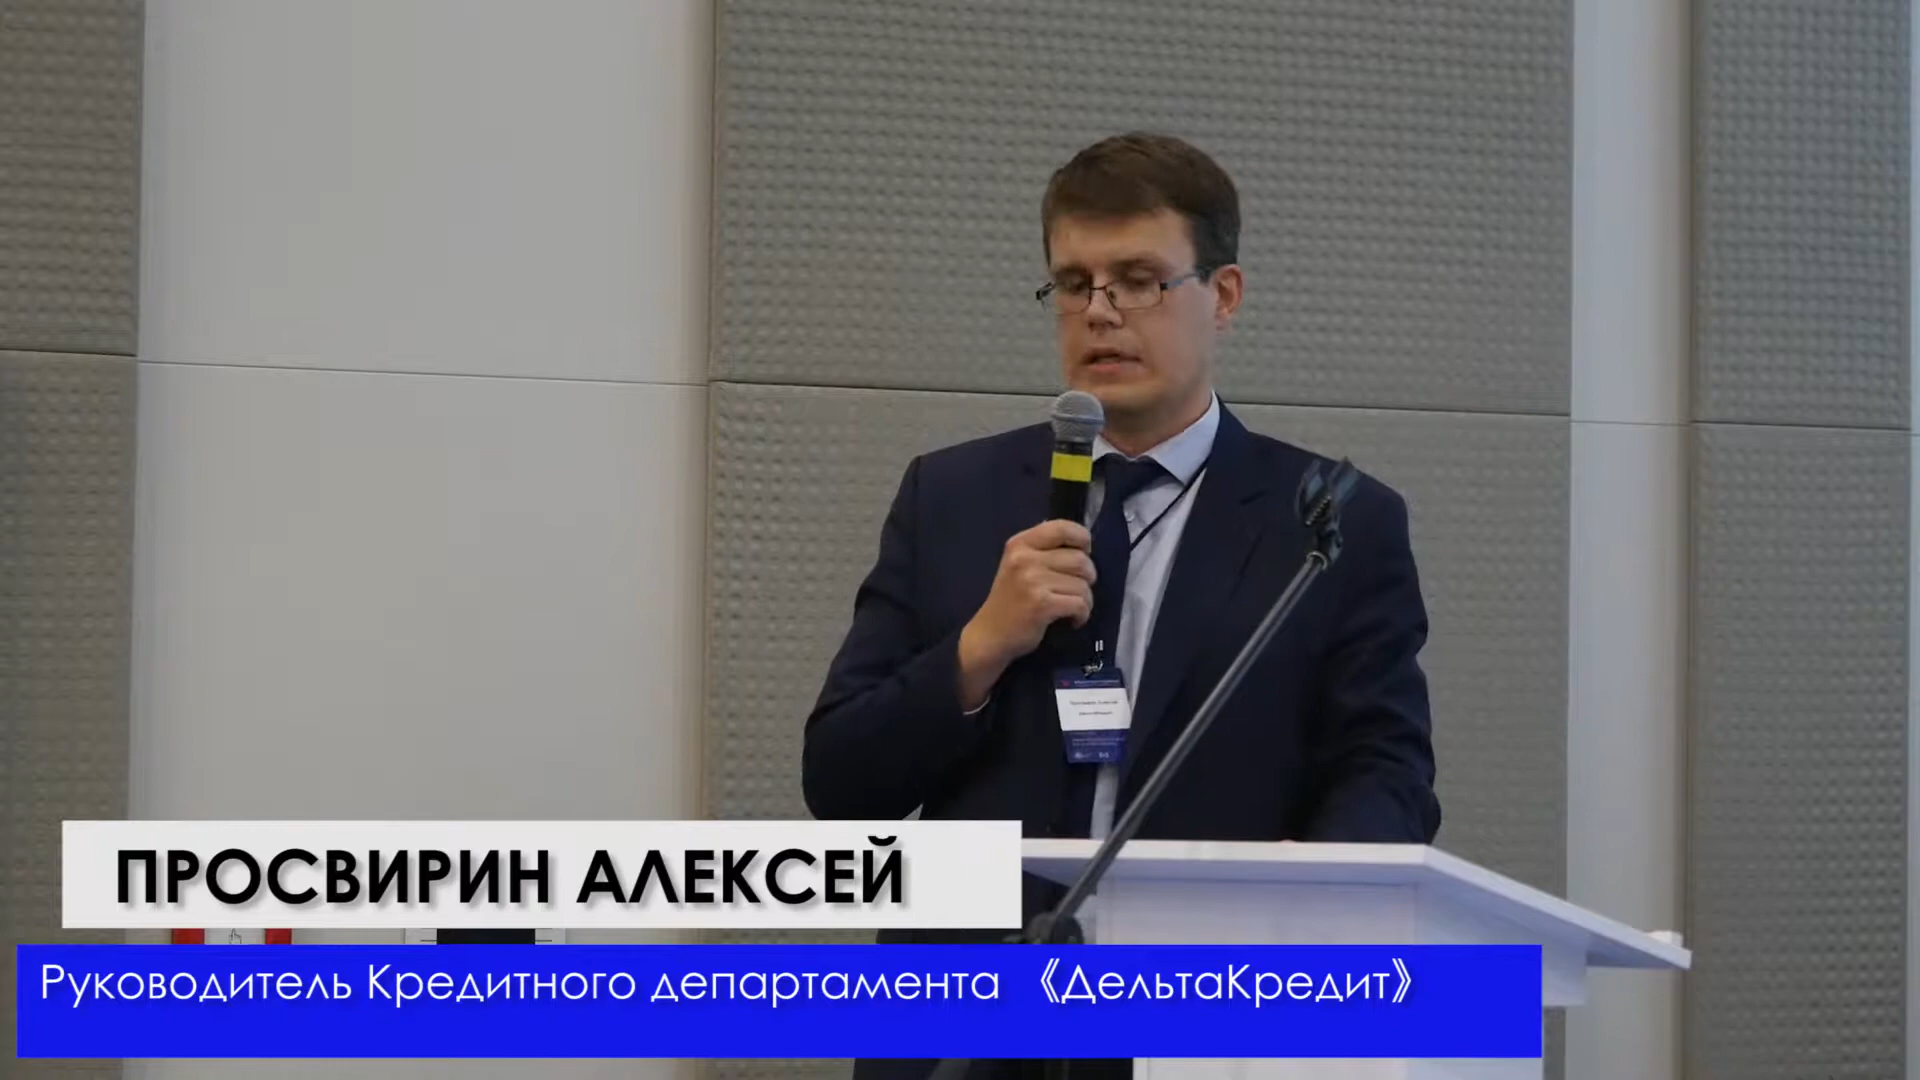 ПРОСВИРИН АЛЕКСЕЙ
Руководитель Кредитного департамента 《ДельтаКредит》